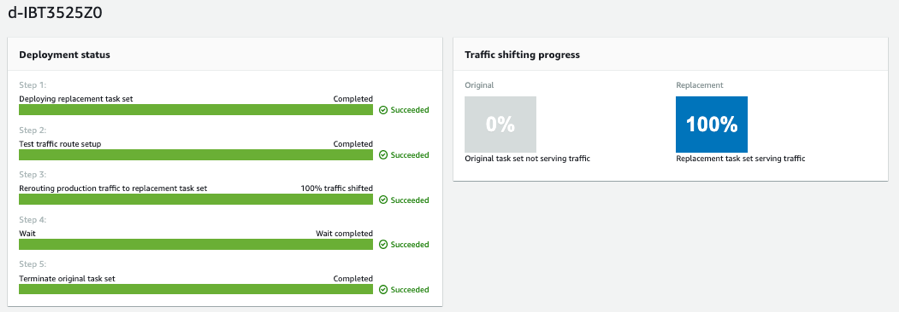 d-IBT3525Z0
Deployment status
Step 1:
Deploying replacement task set Completed
Succeeded
Step 2:
Test traffic route setup Completed
Succeeded
Step 3:
Rerouting production traffic to replacement task set 100% traffic shifted
Succeeded
Step 4:
Wait Wait completed
Succeeded
Step 5:
Terminate original task set Completed
Succeeded
Traffic shifting progress
Original Replacement
0% 100%
Original task set not serving traffic Replacement task set serving traffic